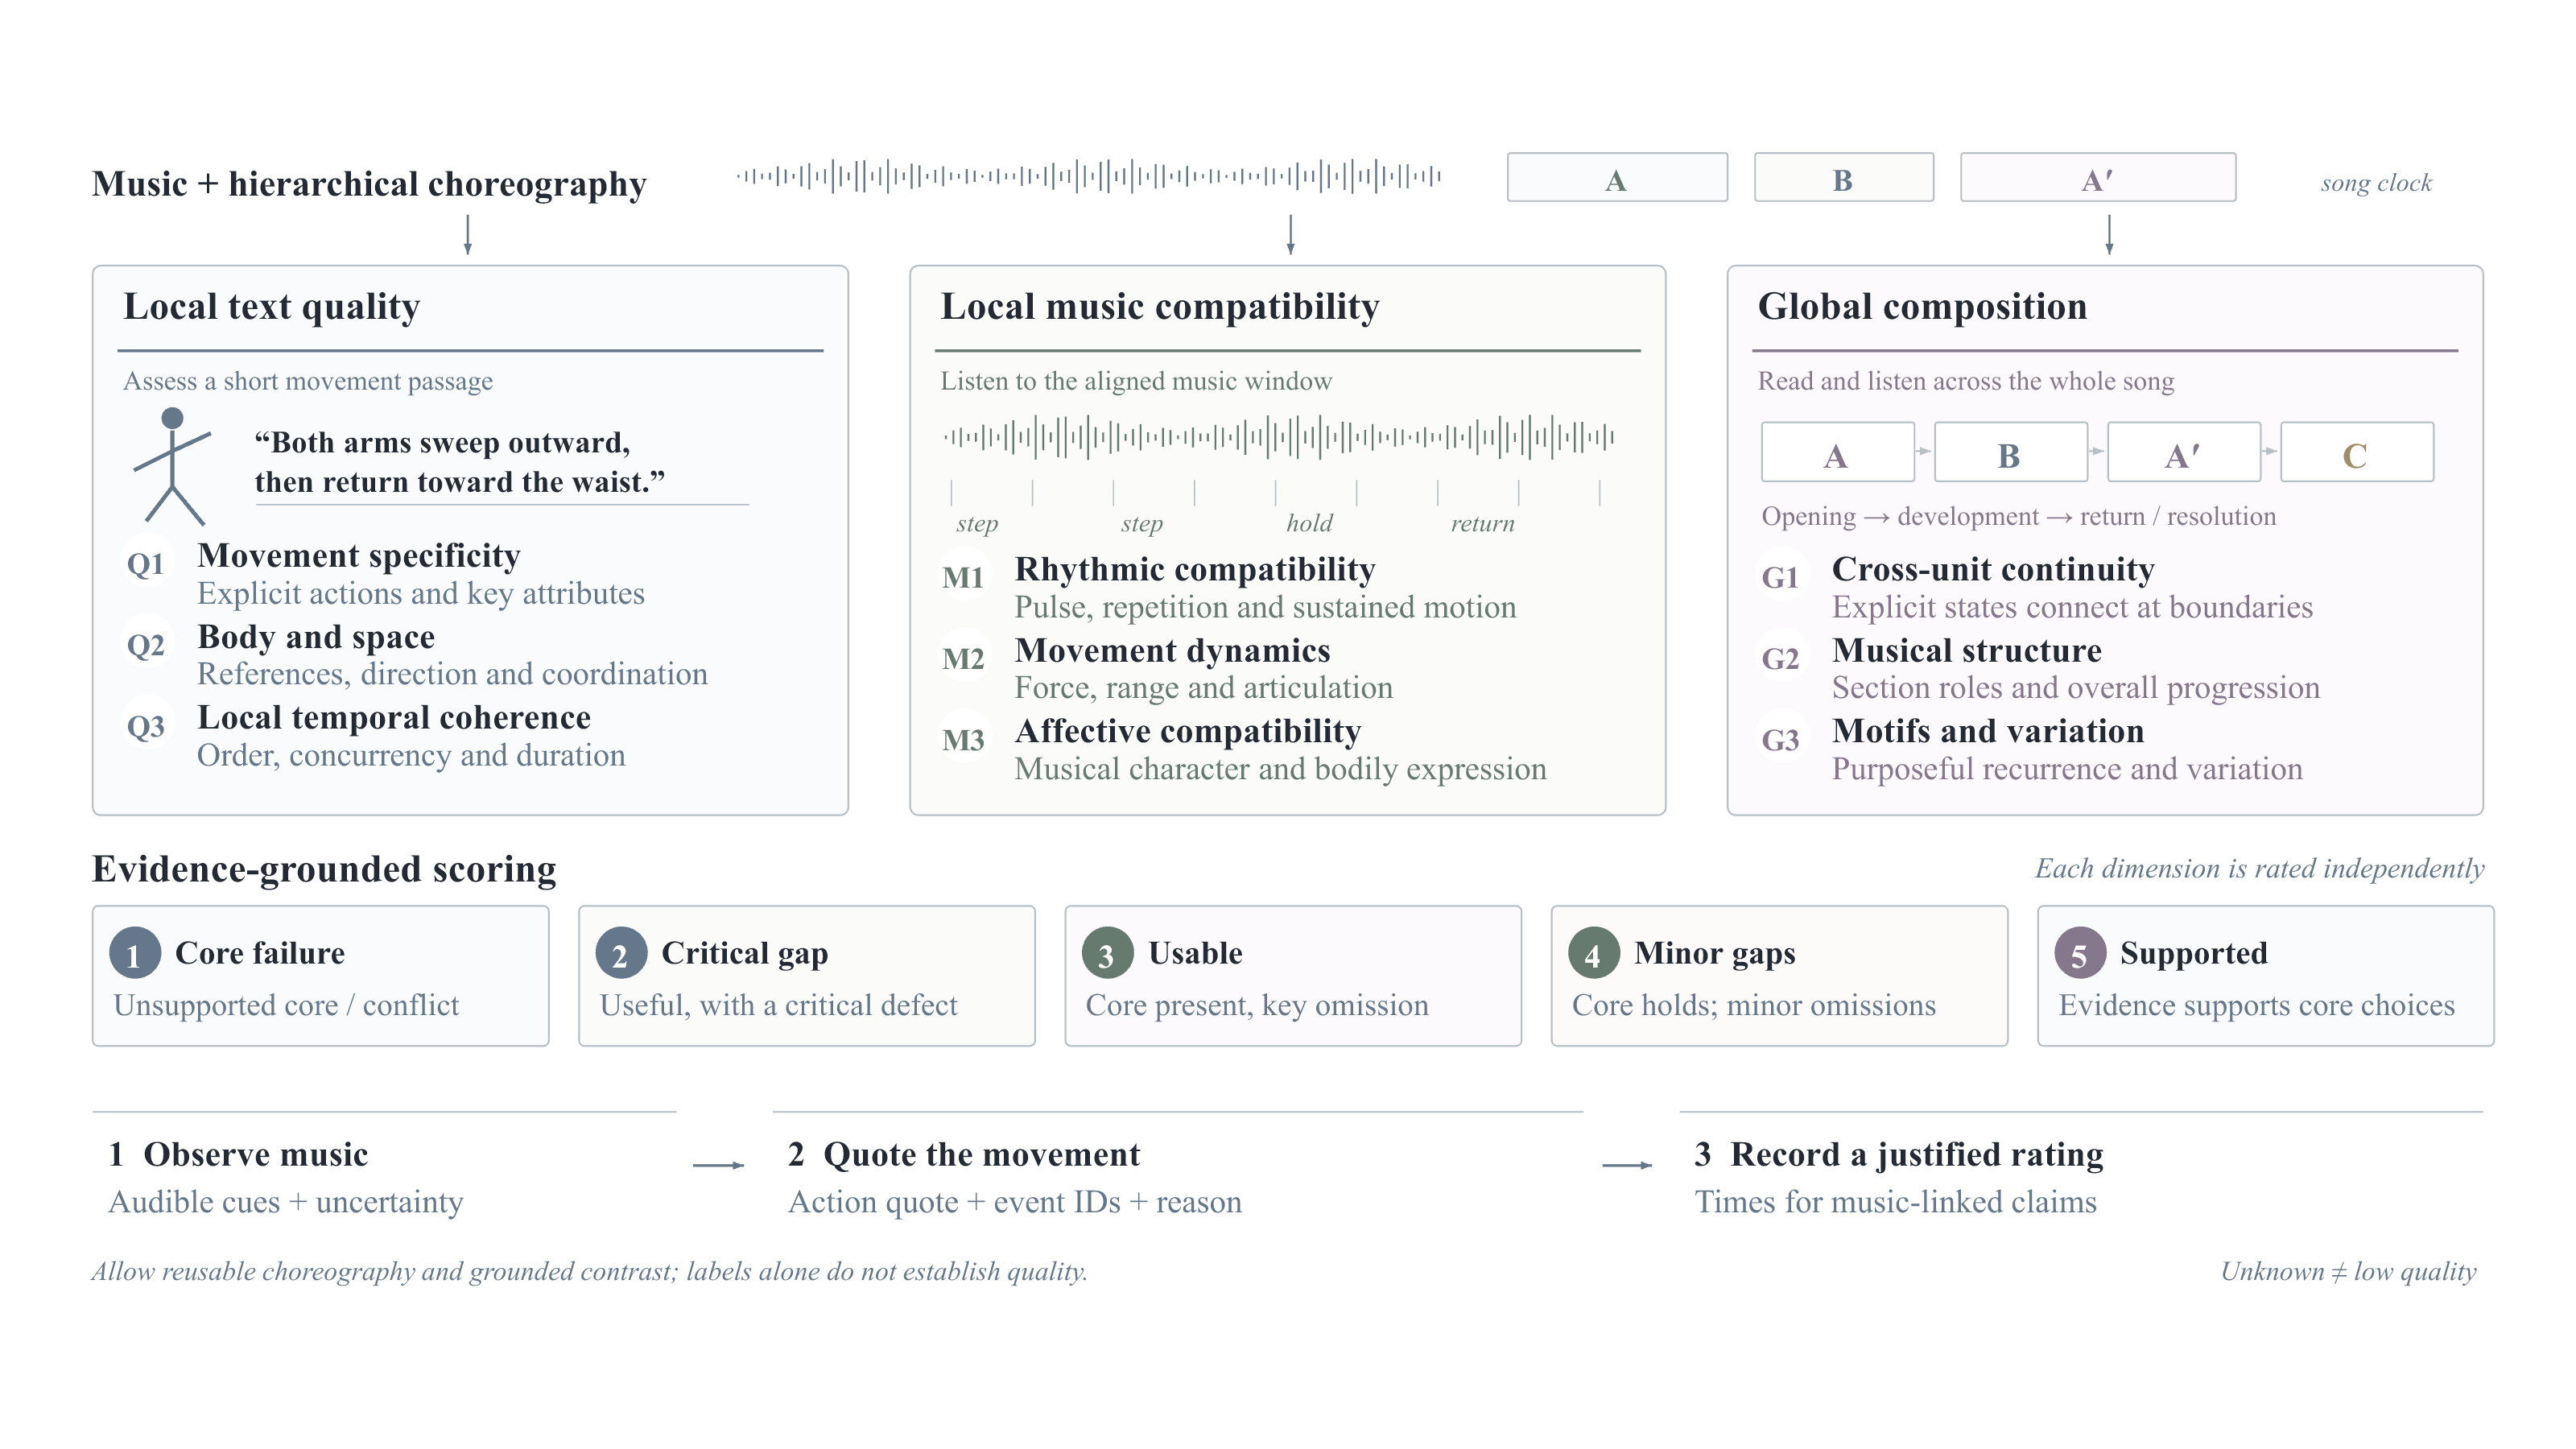 Music + hierarchical choreography
A
B
A′
song clock
Local text quality
Assess a short movement passage
“Both arms sweep outward,
then return toward the waist.”
Q1 Movement specificity
Explicit actions and key attributes
Q2 Body and space
References, direction and coordination
Q3 Local temporal coherence
Order, concurrency and duration
Local music compatibility
Listen to the aligned music window
step step hold return
M1 Rhythmic compatibility
Pulse, repetition and sustained motion
M2 Movement dynamics
Force, range and articulation
M3 Affective compatibility
Musical character and bodily expression
Global composition
Read and listen across the whole song
A B A′ C
Opening → development → return / resolution
G1 Cross-unit continuity
Explicit states connect at boundaries
G2 Musical structure
Section roles and overall progression
G3 Motifs and variation
Purposeful recurrence and variation
Evidence-grounded scoring
Each dimension is rated independently
1 Core failure
Unsupported core / conflict
2 Critical gap
Useful, with a critical defect
3 Usable
Core present, key omission
4 Minor gaps
Core holds; minor omissions
5 Supported
Evidence supports core choices
1 Observe music
Audible cues + uncertainty
2 Quote the movement
Action quote + event IDs + reason
3 Record a justified rating
Times for music-linked claims
Allow reusable choreography and grounded contrast; labels alone do not establish quality.
Unknown ≠ low quality